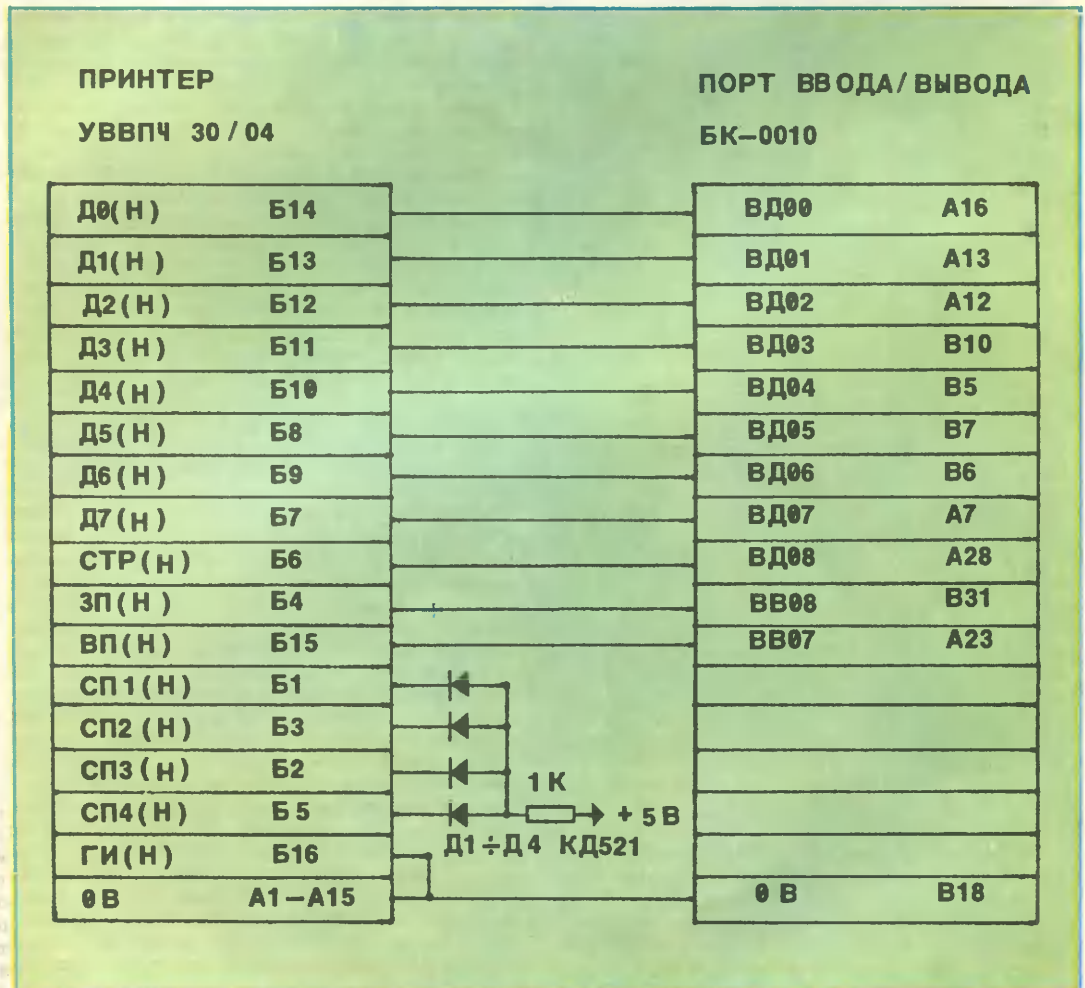 ПРИНТЕР
УВВПЧ 30/04
ПОРТ ВВОДА/ВЫВОДА
БК-0010
Д0(Н) Б14 ВД00 А16
Д1(Н) Б13 ВД01 А13
Д2(Н) Б12 ВД02 А12
Д3(Н) Б11 ВД03 В10
Д4(Н) Б10 ВД04 В5
Д5(Н) Б8 ВД05 В7
Д6(Н) Б9 ВД06 В6
Д7(Н) Б7 ВД07 А7
СТР(Н) Б6 ВД08 А28
ЗП(Н) Б4 ВВ08 В31
ВП(Н) Б15 ВВ07 А23
СП1(Н) Б1
СП2(Н) Б3
СП3(Н) Б2 1К
СП4(Н) Б5 +5В
ГИ(Н) Б16 Д1÷Д4 КД521
0В А1-А15 0В В18